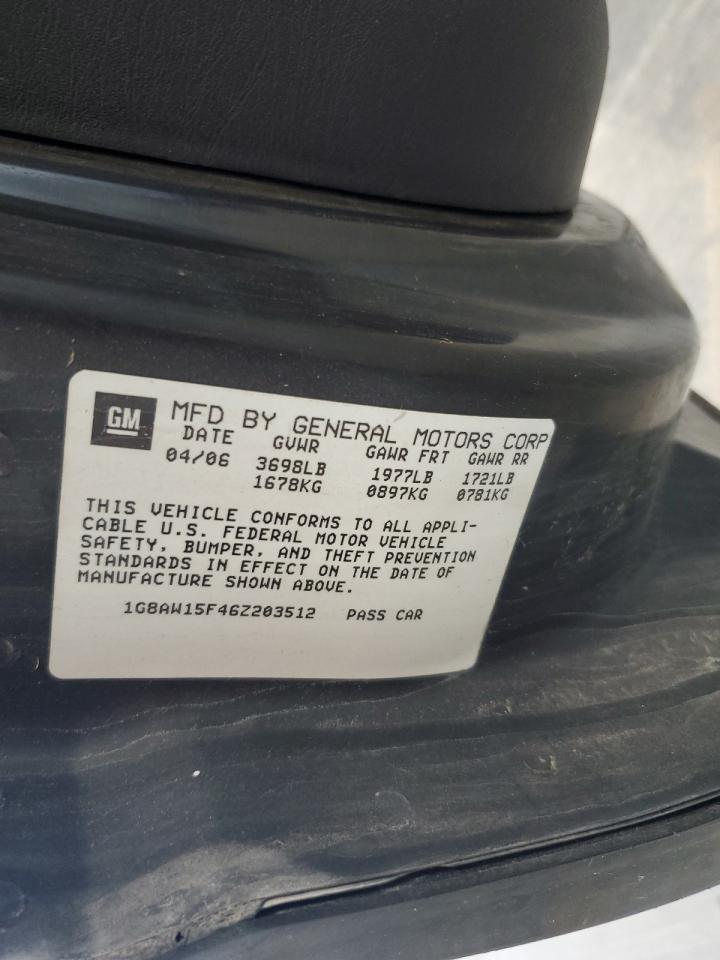 GM MFD BY GENERAL MOTORS CORP
DATE GVWR GAWR FRT GAWR RR
04/06 3698LB 1977LB 1721LB
1678KG 0897KG 0781KG
THIS VEHICLE CONFORMS TO ALL APPLI-
CABLE U.S. FEDERAL MOTOR VEHICLE
SAFETY, BUMPER, AND THEFT PREVENTION
STANDARDS IN EFFECT ON THE DATE OF
MANUFACTURE SHOWN ABOVE.
1G8AW15F46Z203512 PASS CAR